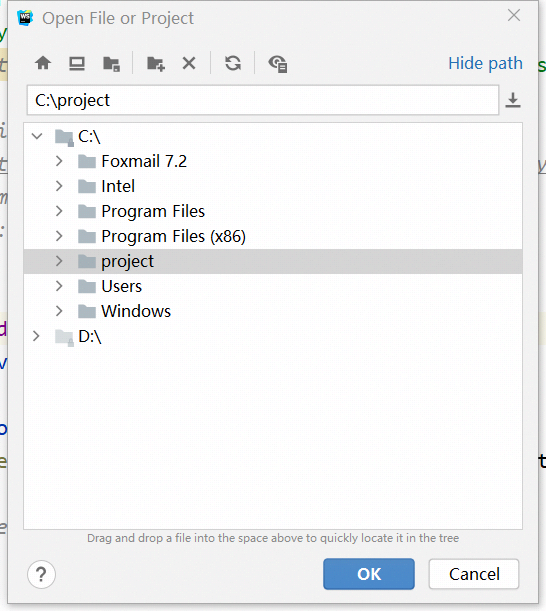 WS Open File or Project
Hide path
C:\project
C:\
Foxmail 7.2
Intel
Program Files
Program Files (x86)
project
Users
Windows
D:\
Drag and drop a file into the space above to quickly locate it in the tree
? OK Cancel